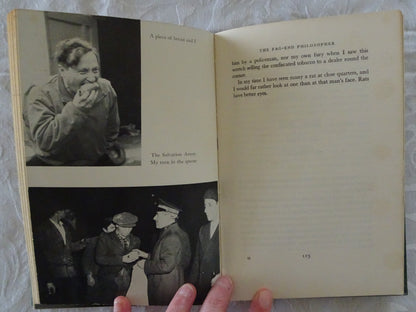 A piece of bread and I
The Salvation Army.
My turn in the queue
THE FAG-END PHILOSOPHER
him by a policeman, nor my own fury when I saw this
wretch selling the confiscated tobacco to a dealer round the
corner.
In my time I have seen many a rat at close quarters, and
I would far rather look at one than at that man's face. Rats
have better eyes.
115